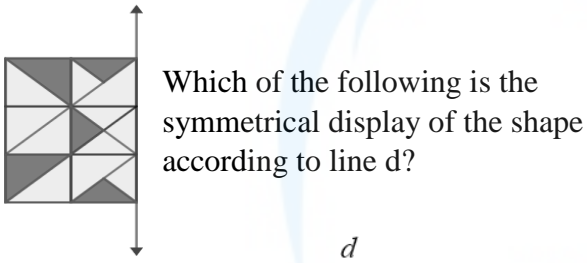 Which of the following is the
symmetrical display of the shape
according to line d?
d